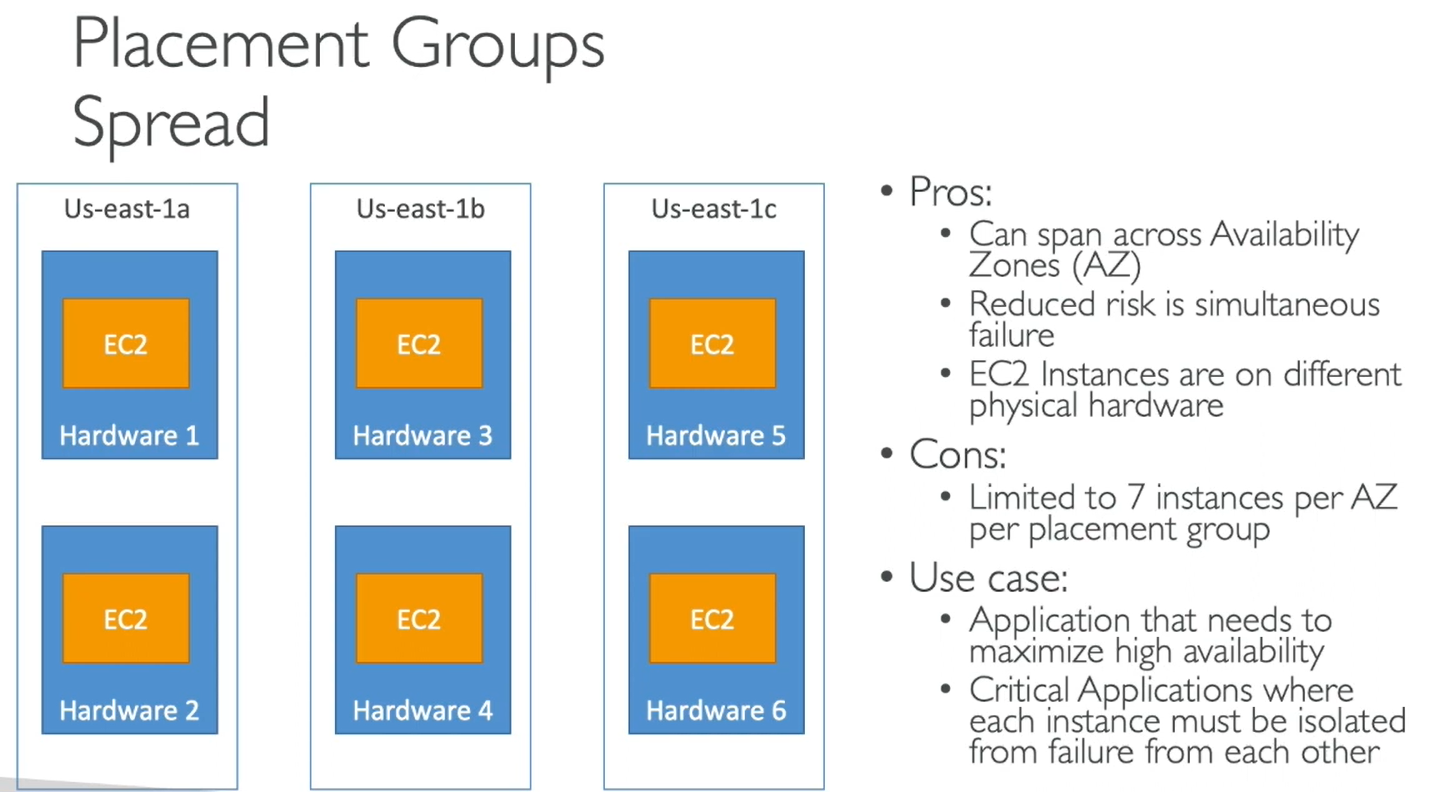 Placement Groups
Spread
Us-east-1a
EC2
Hardware 1
EC2
Hardware 2
Us-east-1b
EC2
Hardware 3
EC2
Hardware 4
Us-east-1c
EC2
Hardware 5
EC2
Hardware 6
• Pros:
• Can span across Availability
Zones (AZ)
• Reduced risk is simultaneous
failure
• EC2 Instances are on different
physical hardware
• Cons:
• Limited to 7 instances per AZ
per placement group
• Use case:
• Application that needs to
maximize high availability
• Critical Applications where
each instance must be isolated
from failure from each other